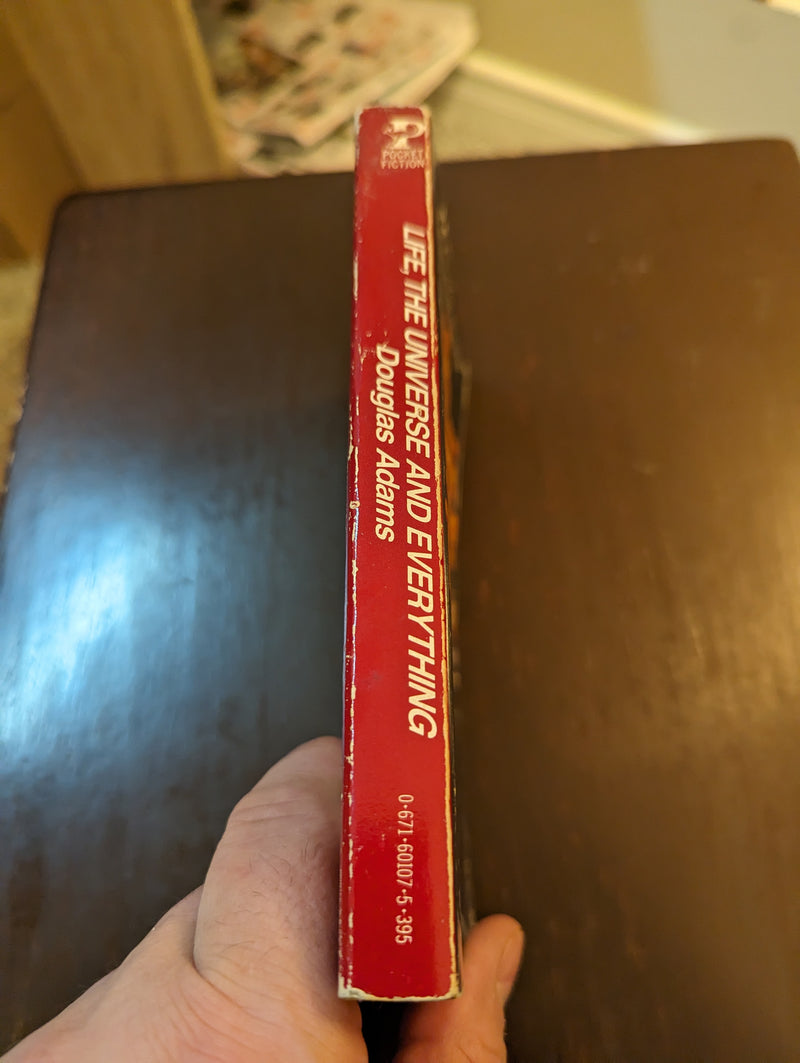 P
POCKET
FICTION
LIFE, THE UNIVERSE AND EVERYTHING
Douglas Adams
0·671·60107·5·395